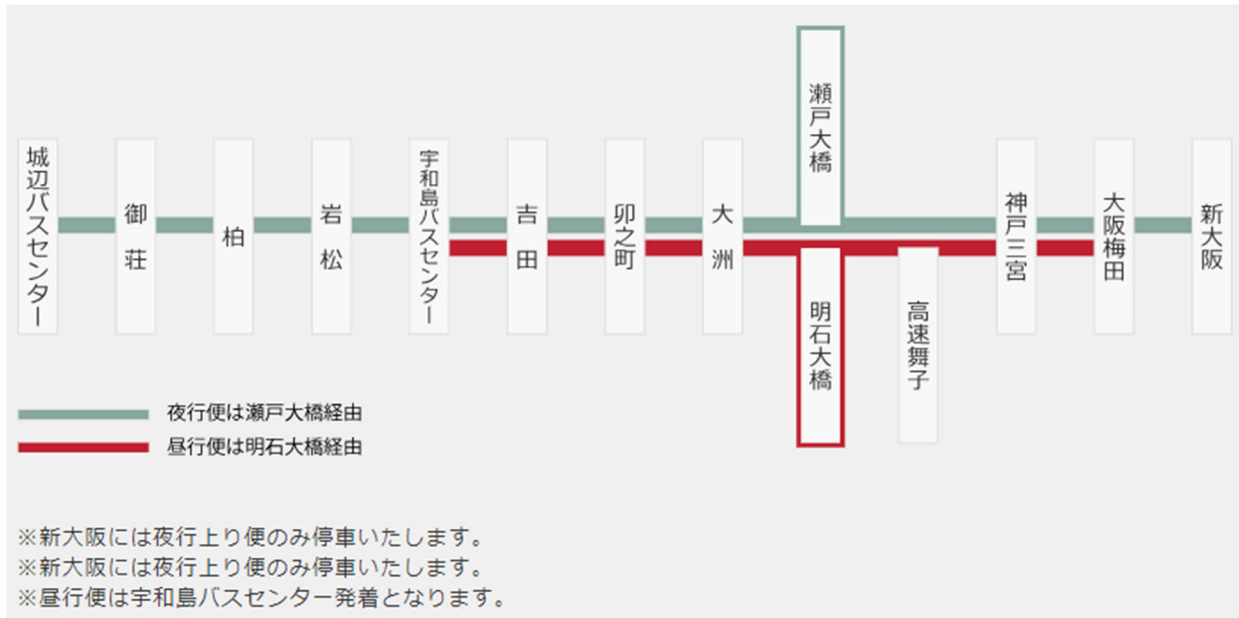 城辺バスセンター
御荘
柏
岩松
宇和島バスセンター
吉田
卯之町
大洲
瀬戸大橋
明石大橋
高速舞子
神戸三宮
大阪梅田
新大阪
夜行便は瀬戸大橋経由
昼行便は明石大橋経由
※新大阪には夜行上り便のみ停車いたします。
※新大阪には夜行上り便のみ停車いたします。
※昼行便は宇和島バスセンター発着となります。